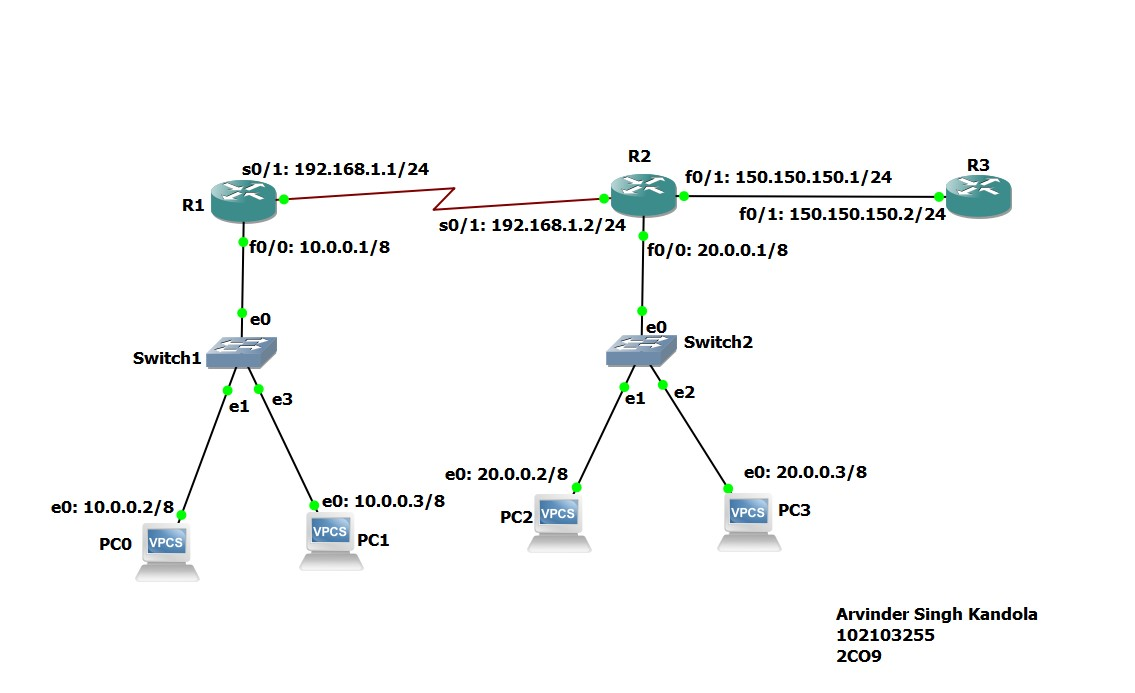 R2
R3
s0/1: 192.168.1.1/24
f0/1: 150.150.150.1/24
R1
f0/1: 150.150.150.2/24
s0/1: 192.168.1.2/24
f0/0: 10.0.0.1/8
f0/0: 20.0.0.1/8
e0
e0
Switch1
Switch2
e1
e3
e1
e2
e0: 20.0.0.2/8
e0: 20.0.0.3/8
e0: 10.0.0.2/8
e0: 10.0.0.3/8
PC2
VPCS
VPCS
PC3
PC0
VPCS
VPCS
PC1
Arvinder Singh Kandola
102103255
2CO9